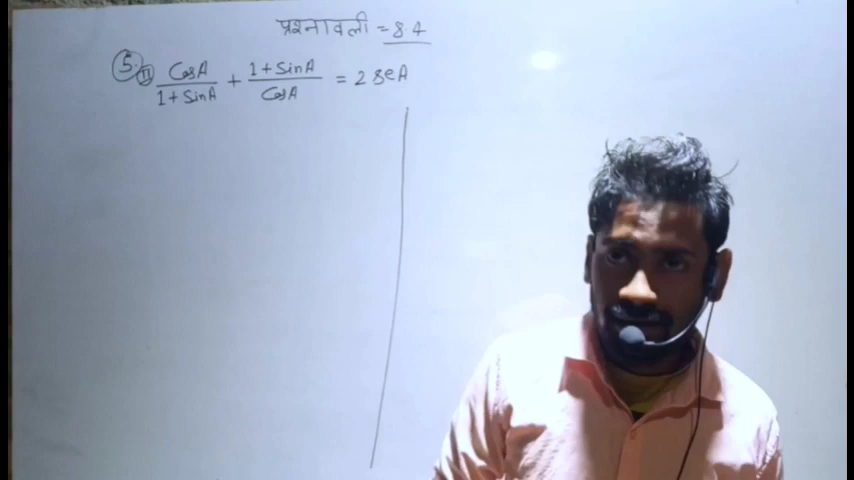 प्रश्नावली = 8 4
5. (ii) CosA / 1 + SinA + 1 + SinA / CosA = 2 SecA